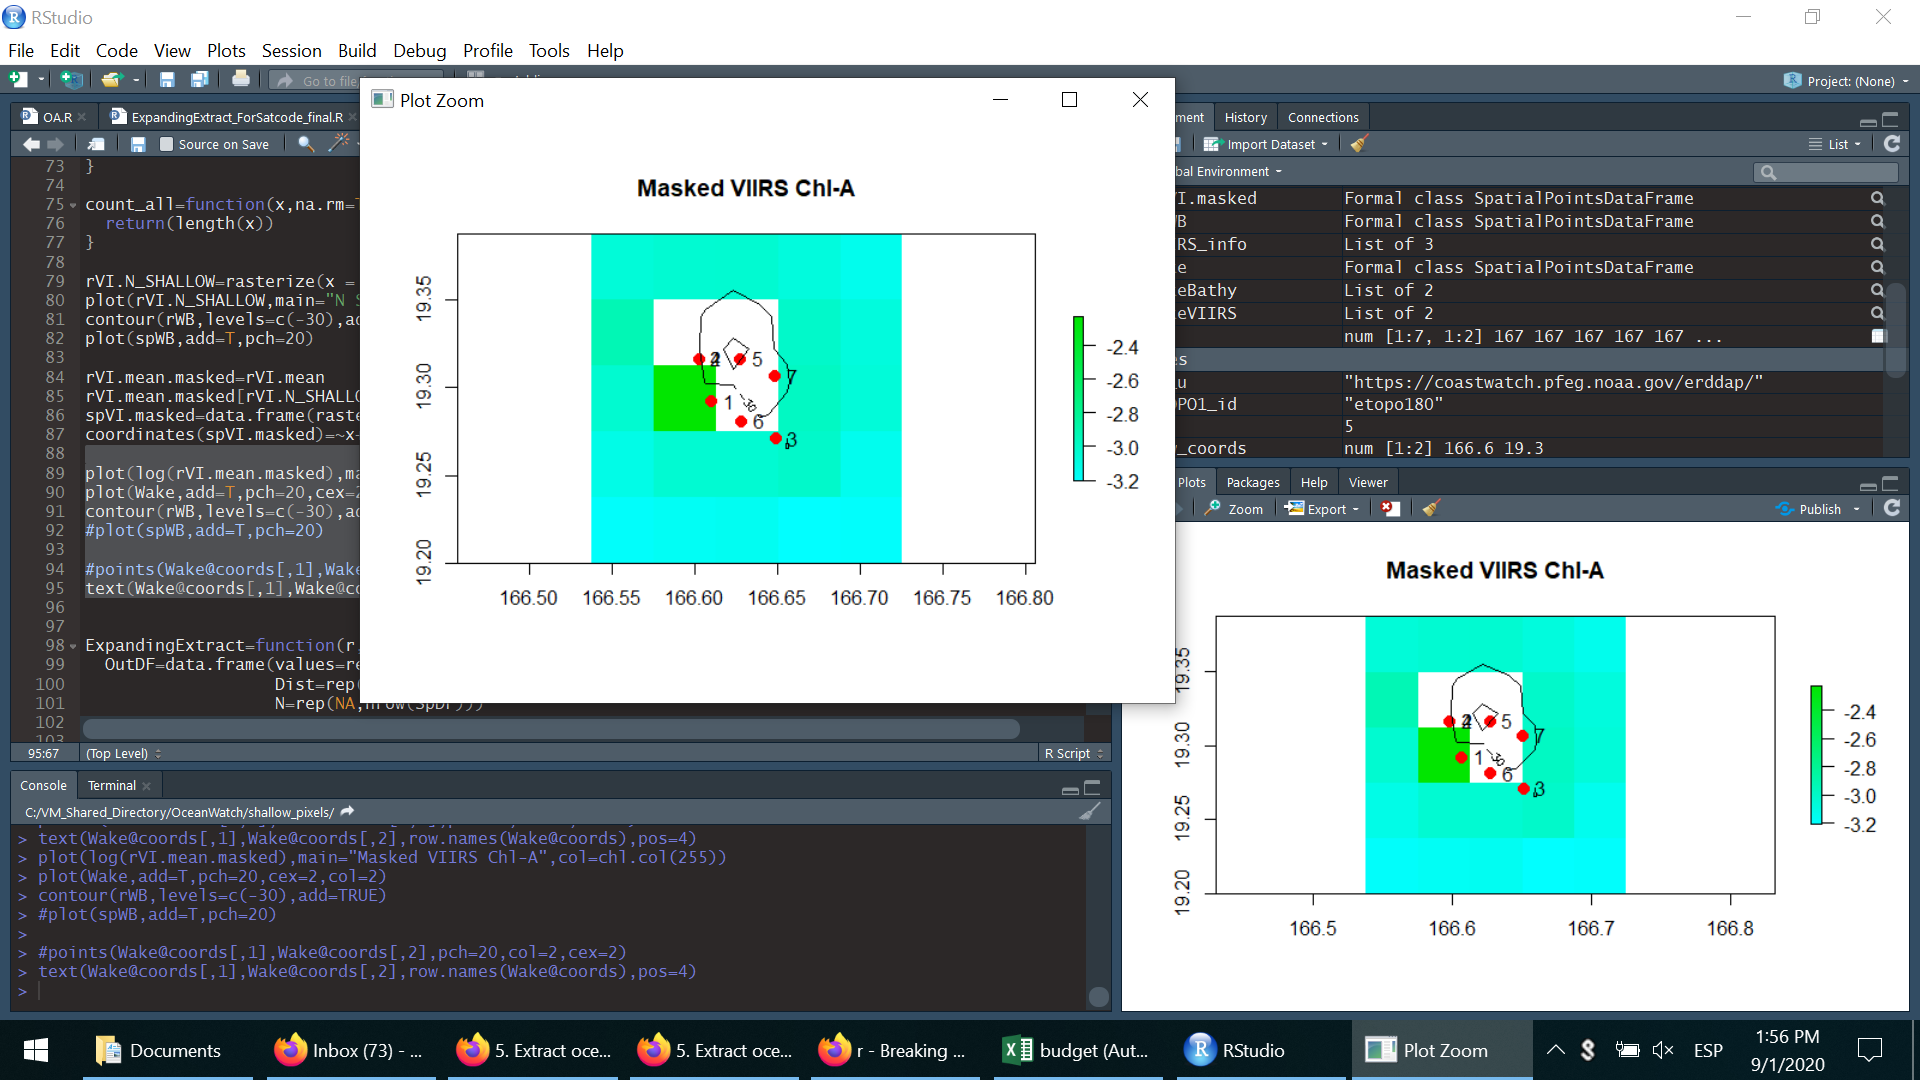 RStudio
File Edit Code View Plots Session Build Debug Profile Tools Help
Go to file
Project: (None)
Plot Zoom
OA.R
ExpandingExtract_ForSatcode_final.R
Source on Save
73 }
74
75 count_all=function(x,na.rm=
76 return(length(x))
77 }
78
79 rVI.N_SHALLOW=rasterize(x =
80 plot(rVI.N_SHALLOW,main="N
81 contour(rWB,levels=c(-30),ad
82 plot(spWB,add=T,pch=20)
83
84 rVI.mean.masked=rVI.mean
85 rVI.mean.masked[rVI.N_SHALL
86 spVI.masked=data.frame(raste
87 coordinates(spVI.masked)=~x
88
89 plot(log(rVI.mean.masked),ma
90 plot(Wake,add=T,pch=20,cex=2
91 contour(rWB,levels=c(-30),ad
92 #plot(spWB,add=T,pch=20)
93
94 #points(Wake@coords[,1],Wake
95 text(Wake@coords[,1],Wake@co
96
97
98 ExpandingExtract=function(r,
99 OutDF=data.frame(values=re
100 Dist=rep(
101 N=rep(NA,nrow(SpDF)))
102
103
95:67 (Top Level) R Script
Masked VIIRS Chl-A
19.35
19.30
19.25
19.20
166.50 166.55 166.60 166.65 166.70 166.75 166.80
5
7
1
-30
6
3
-2.4
-2.6
-2.8
-3.0
-3.2
Console Terminal
C:/VM_Shared_Directory/OceanWatch/shallow_pixels/
> text(Wake@coords[,1],Wake@coords[,2],row.names(Wake@coords),pos=4)
> plot(log(rVI.mean.masked),main="Masked VIIRS Chl-A",col=chl.col(255))
> plot(Wake,add=T,pch=20,cex=2,col=2)
> contour(rWB,levels=c(-30),add=TRUE)
> #plot(spWB,add=T,pch=20)
>
> #points(Wake@coords[,1],Wake@coords[,2],pch=20,col=2,cex=2)
> text(Wake@coords[,1],Wake@coords[,2],row.names(Wake@coords),pos=4)
>
ment History Connections
Import Dataset List
bal Environment
I.masked Formal class SpatialPointsDataFrame
B Formal class SpatialPointsDataFrame
RS_info List of 3
e Formal class SpatialPointsDataFrame
eBathy List of 2
eVIIRS List of 2
num [1:7, 1:2] 167 167 167 167 167 ...
es
u "https://coastwatch.pfeg.noaa.gov/erddap/"
PO1_id "etopo180"
5
_coords num [1:2] 166.6 19.3
Plots Packages Help Viewer
Zoom Export Publish
Masked VIIRS Chl-A
19.35
19.30
19.25
19.20
166.5 166.6 166.7 166.8
5
7
1
-30
6
3
-2.4
-2.6
-2.8
-3.0
-3.2
Documents
Inbox (73) - ...
5. Extract oce...
5. Extract oce...
r - Breaking ...
budget (Aut...
RStudio
Plot Zoom
ESP
1:56 PM
9/1/2020